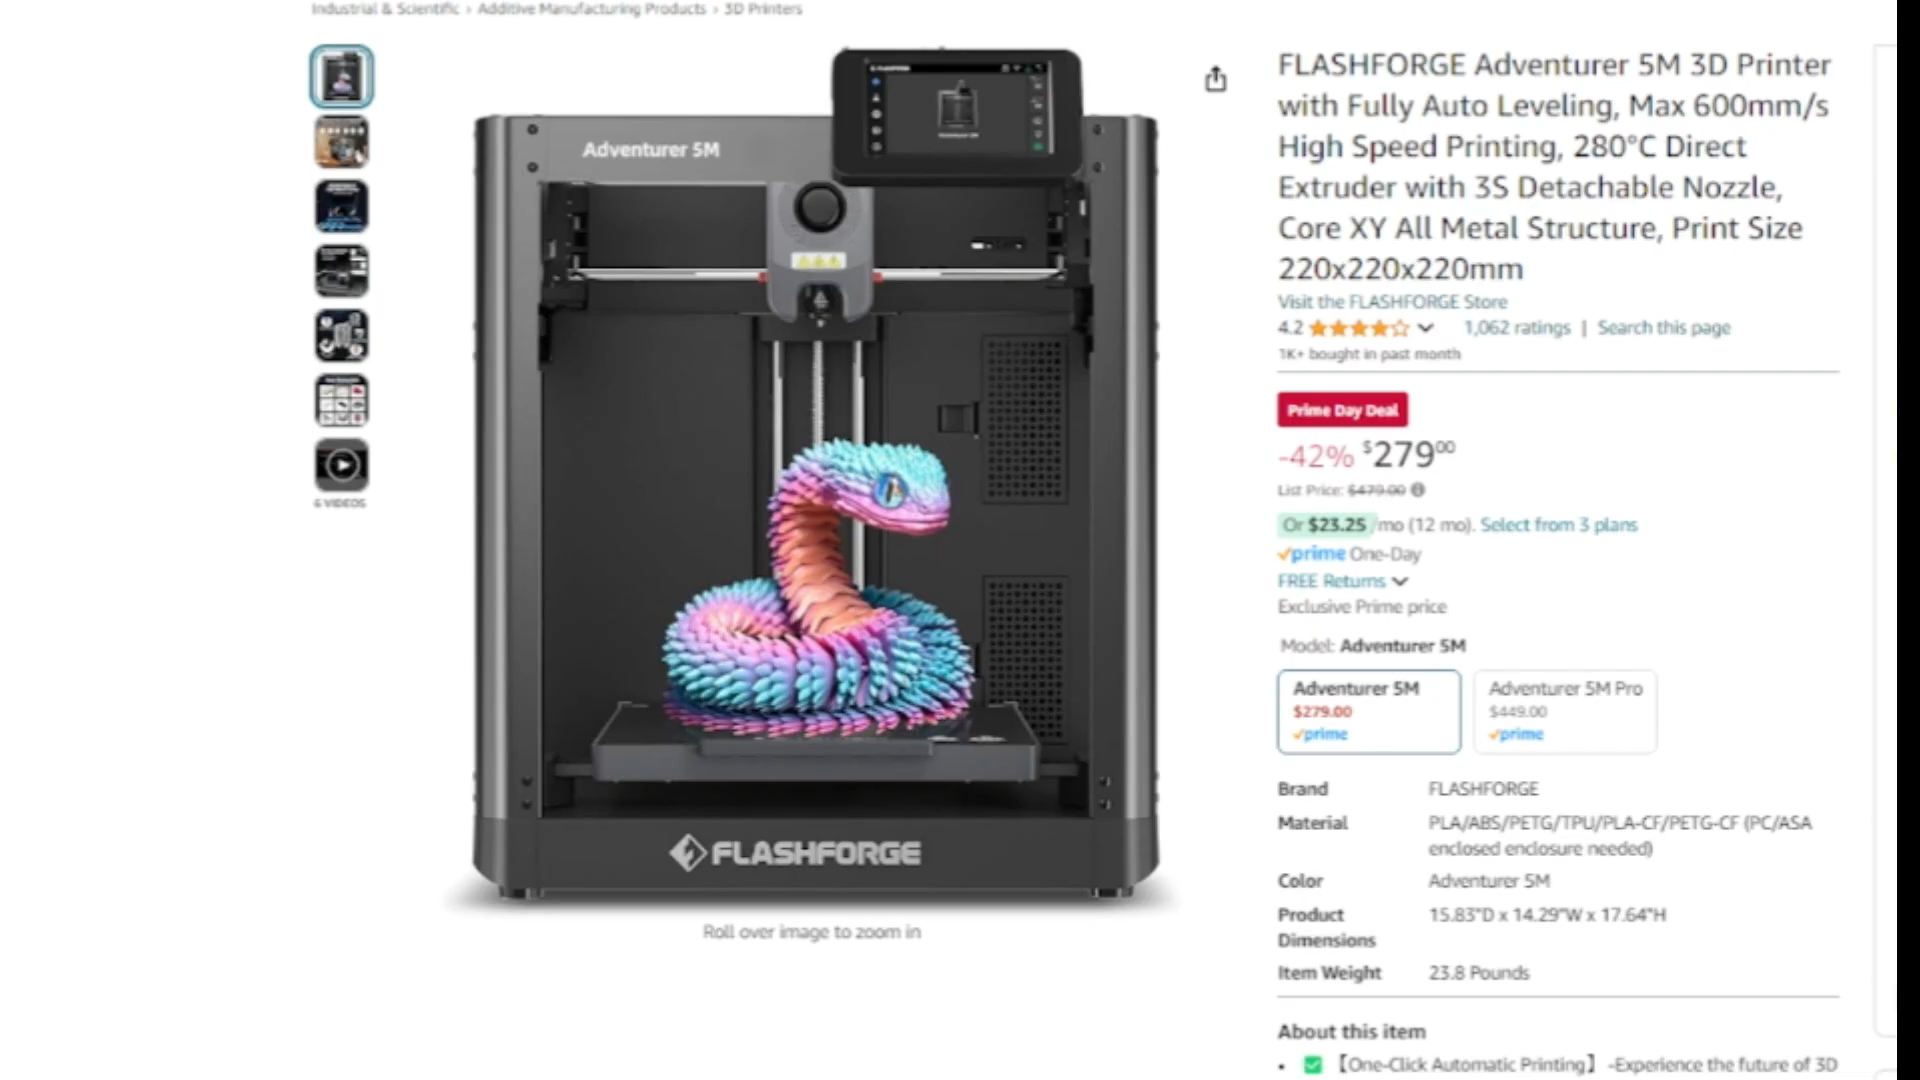 Industrial & Scientific › Additive Manufacturing Products › 3D Printers
FLASHFORGE Adventurer 5M 3D Printer
with Fully Auto Leveling, Max 600mm/s
High Speed Printing, 280°C Direct
Extruder with 3S Detachable Nozzle,
Core XY All Metal Structure, Print Size
220x220x220mm
Visit the FLASHFORGE Store
4.2 1,062 ratings | Search this page
1K+ bought in past month
Prime Day Deal
-42% $279.00
List Price: $479.00
Or $23.25 /mo (12 mo). Select from 3 plans
prime One-Day
FREE Returns
Exclusive Prime price
Model: Adventurer 5M
Adventurer 5M
$279.00
prime
Adventurer 5M Pro
$449.00
prime
Brand FLASHFORGE
Material PLA/ABS/PETG/TPU/PLA-CF/PETG-CF (PC/ASA
enclosed enclosure needed)
Color Adventurer 5M
Product 15.83"D x 14.29"W x 17.64"H
Dimensions
Item Weight 23.8 Pounds
About this item
• 【One-Click Automatic Printing】 -Experience the future of 3D
Adventurer 5M
FLASHFORGE
FLASHFORGE
6 VIDEOS
Roll over image to zoom in